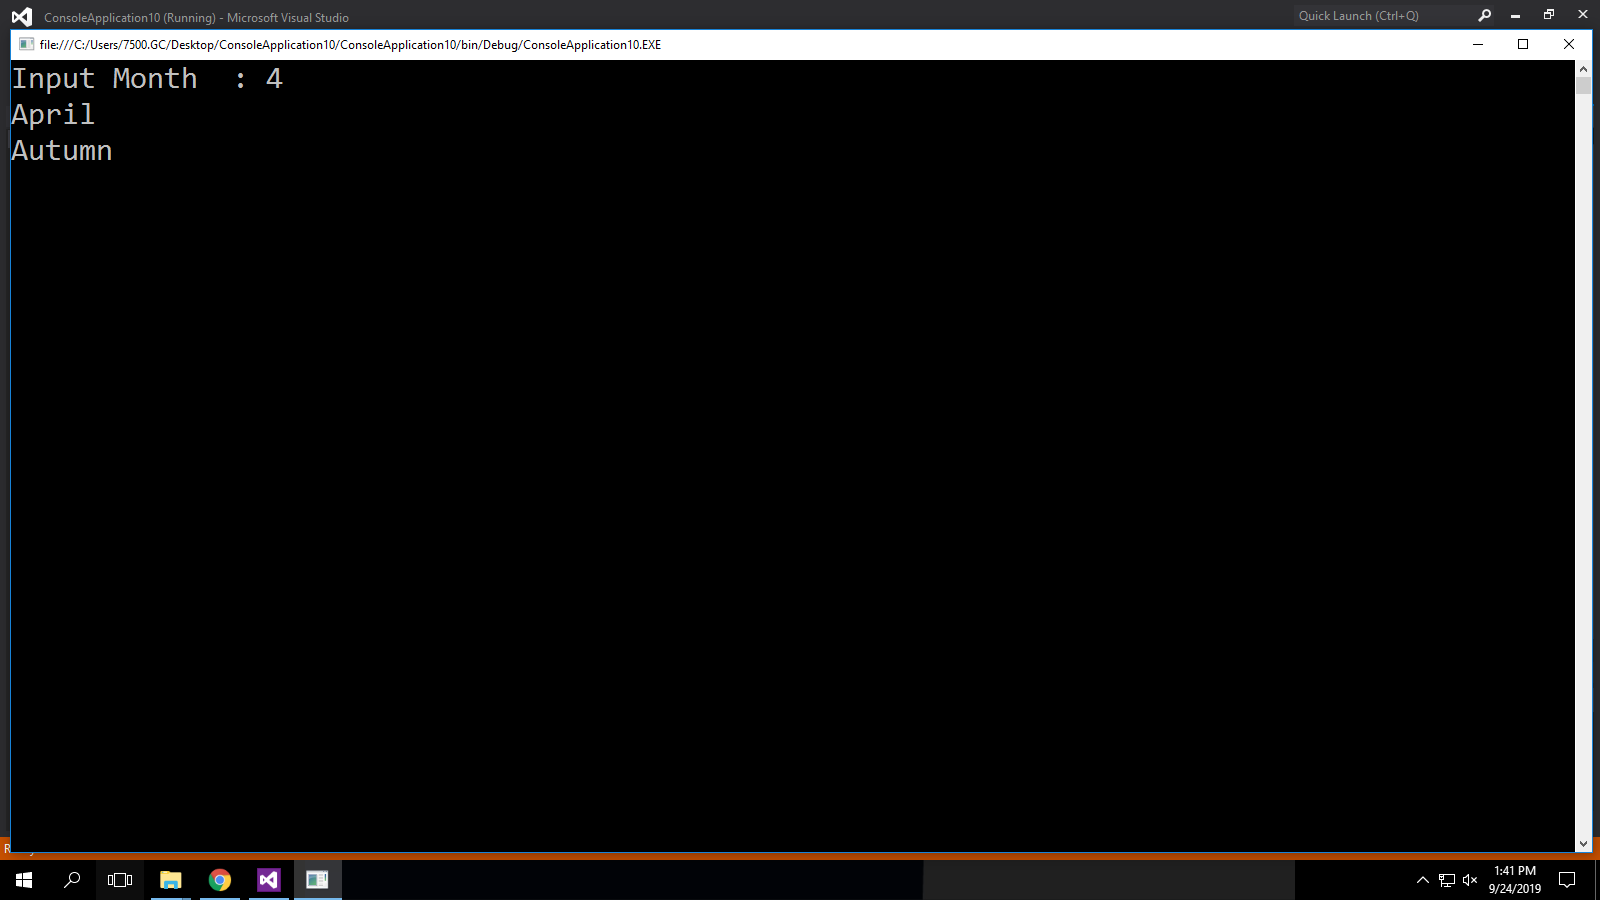 ConsoleApplication10 (Running) - Microsoft Visual Studio
Quick Launch (Ctrl+Q)
file:///C:/Users/7500.GC/Desktop/ConsoleApplication10/ConsoleApplication10/bin/Debug/ConsoleApplication10.EXE
Input Month  : 4
April
Autumn
1:41 PM
9/24/2019